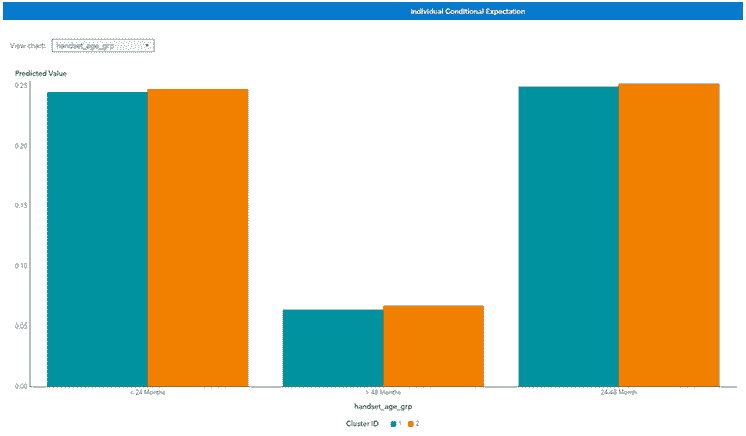 Individual Conditional Expectation
View chart: handset_age_grp
Predicted Value
0.25
0.20
0.15
0.10
0.05
0.00
< 24 Months
> 48 Months
24-48 Month
handset_age_grp
Cluster ID 1 2